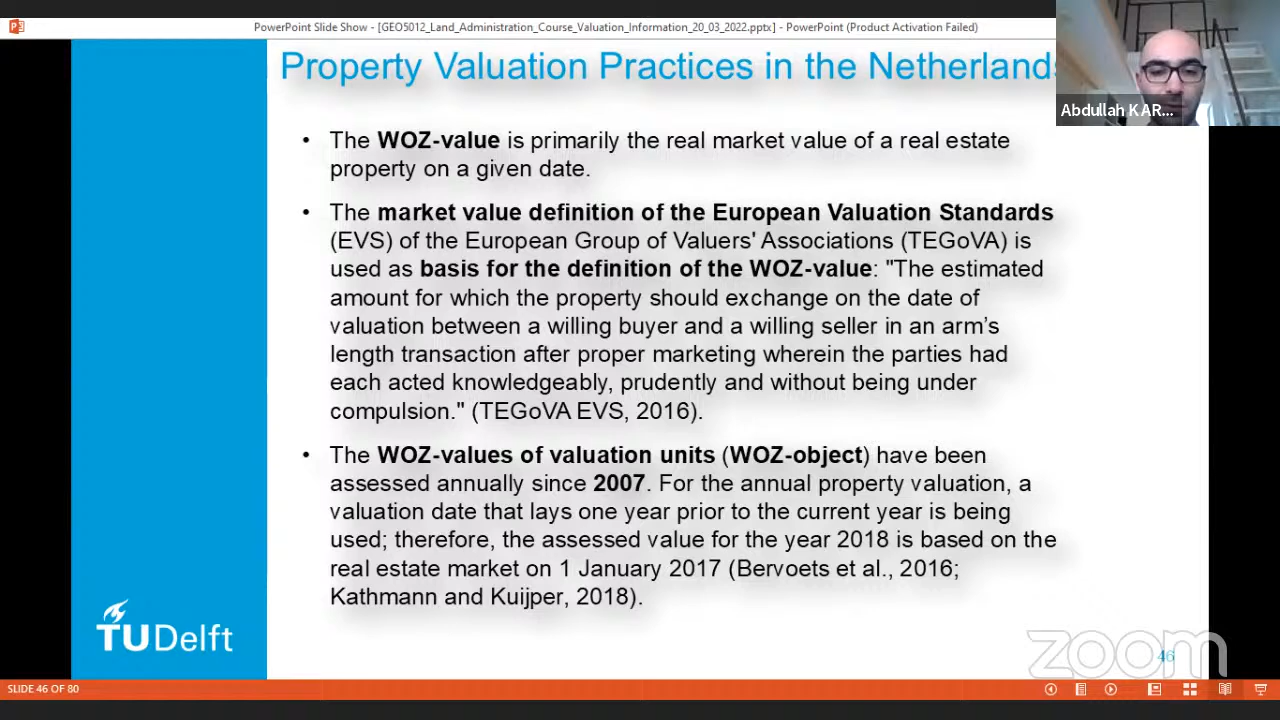 PowerPoint Slide Show - [GEO5012_Land_Administration_Course_Valuation_Information_20_03_2022.pptx] - PowerPoint (Product Activation Failed)
Property Valuation Practices in the Netherlands
Abdullah KAR...
• The WOZ-value is primarily the real market value of a real estate
property on a given date.
• The market value definition of the European Valuation Standards
(EVS) of the European Group of Valuers' Associations (TEGoVA) is
used as basis for the definition of the WOZ-value: "The estimated
amount for which the property should exchange on the date of
valuation between a willing buyer and a willing seller in an arm's
length transaction after proper marketing wherein the parties had
each acted knowledgeably, prudently and without being under
compulsion." (TEGoVA EVS, 2016).
• The WOZ-values of valuation units (WOZ-object) have been
assessed annually since 2007. For the annual property valuation, a
valuation date that lays one year prior to the current year is being
used; therefore, the assessed value for the year 2018 is based on the
real estate market on 1 January 2017 (Bervoets et al., 2016;
Kathmann and Kuijper, 2018).
TUDelft
zoom
46
SLIDE 46 OF 80